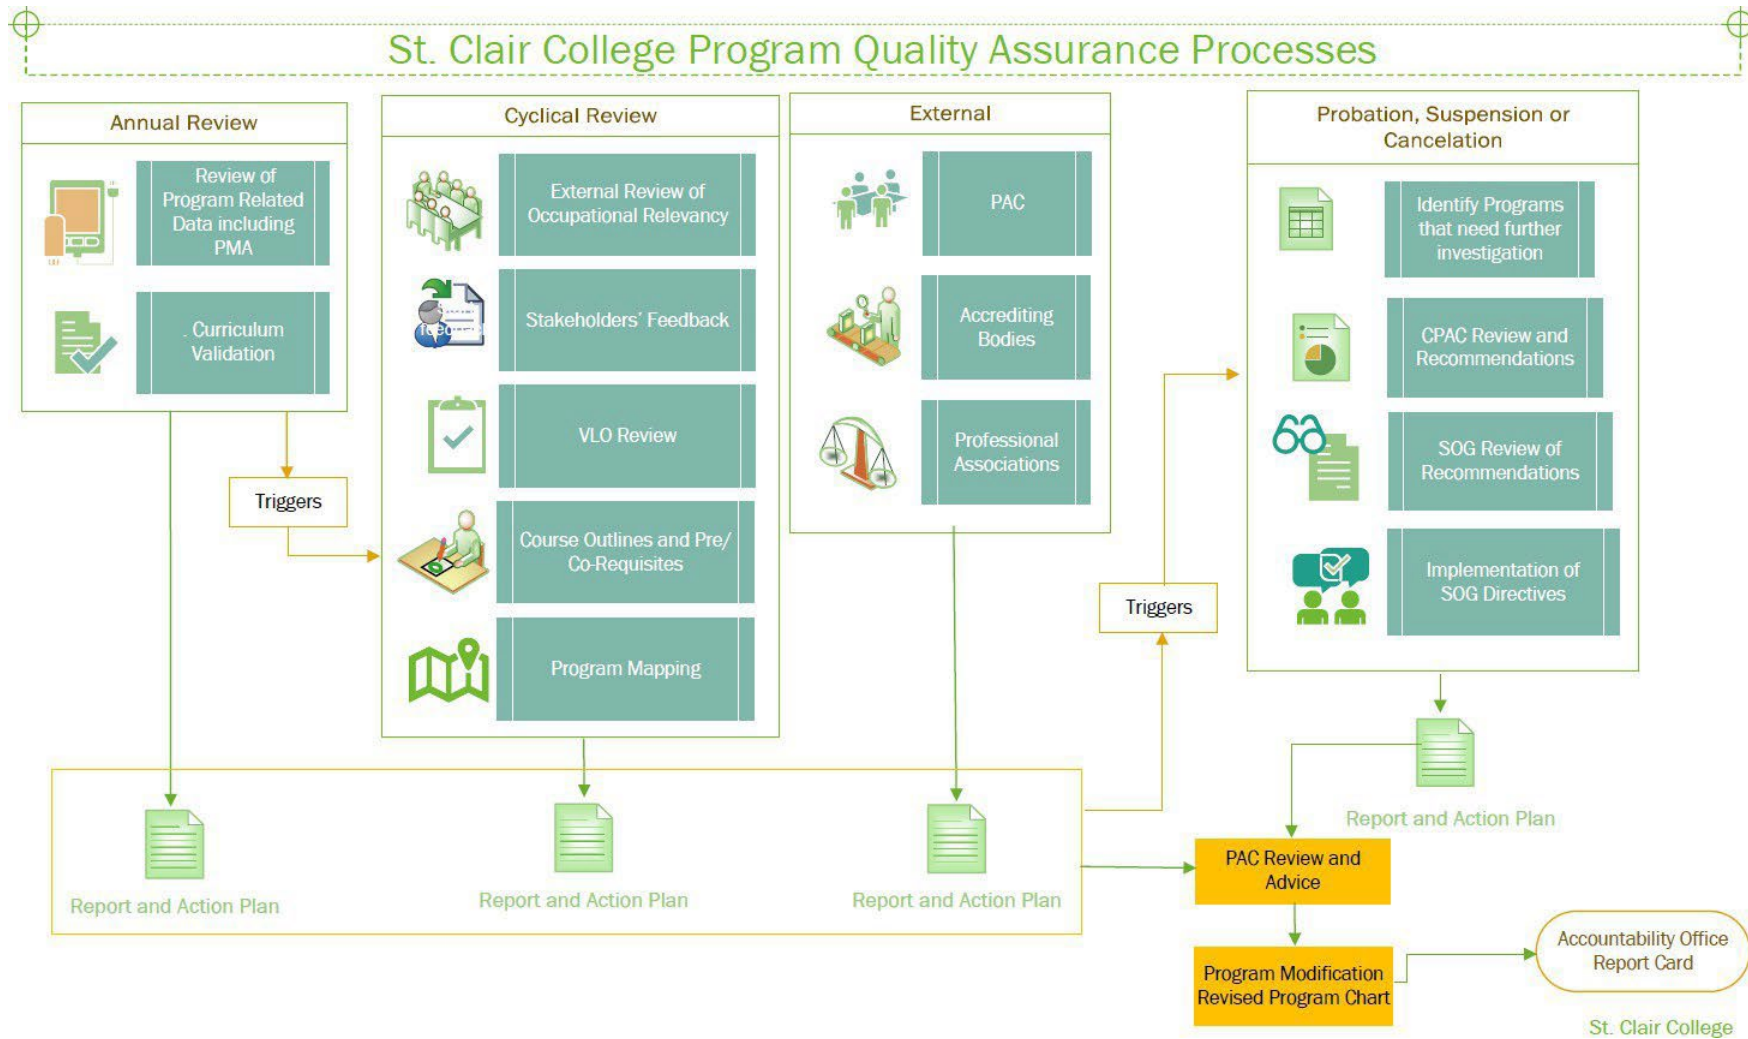 St. Clair College Program Quality Assurance Processes
Annual Review
Review of
Program Related
Data including
PMA
. Curriculum
Validation
Triggers
Cyclical Review
External Review of
Occupational Relevancy
feedback
Stakeholders' Feedback
VLO Review
Course Outlines and Pre/
Co-Requisites
Program Mapping
External
PAC
Accrediting
Bodies
Professional
Associations
Triggers
Probation, Suspension or
Cancelation
Identify Programs
that need further
investigation
CPAC Review and
Recommendations
SOG Review of
Recommendations
Implementation of
SOG Directives
Report and Action Plan
Report and Action Plan
Report and Action Plan
Report and Action Plan
PAC Review and
Advice
Program Modification
Revised Program Chart
Accountability Office
Report Card
St. Clair College